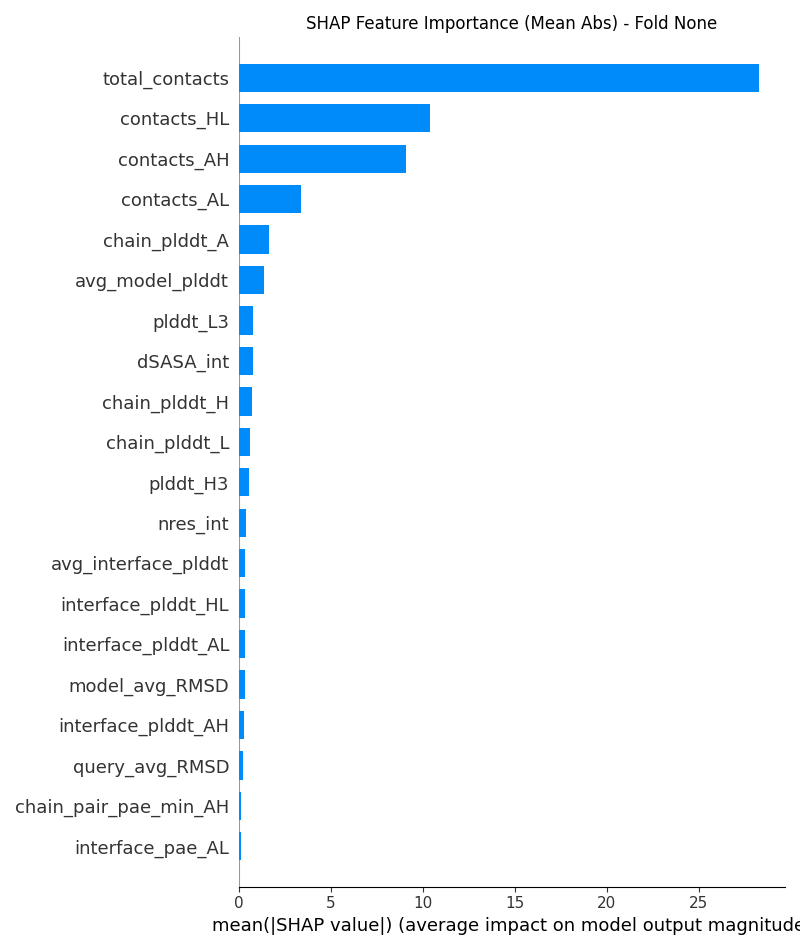 SHAP Feature Importance (Mean Abs) - Fold None
total_contacts
contacts_HL
contacts_AH
contacts_AL
chain_plddt_A
avg_model_plddt
plddt_L3
dSASA_int
chain_plddt_H
chain_plddt_L
plddt_H3
nres_int
avg_interface_plddt
interface_plddt_HL
interface_plddt_AL
model_avg_RMSD
interface_plddt_AH
query_avg_RMSD
chain_pair_pae_min_AH
interface_pae_AL
0 5 10 15 20 25
mean(|SHAP value|) (average impact on model output magnitude